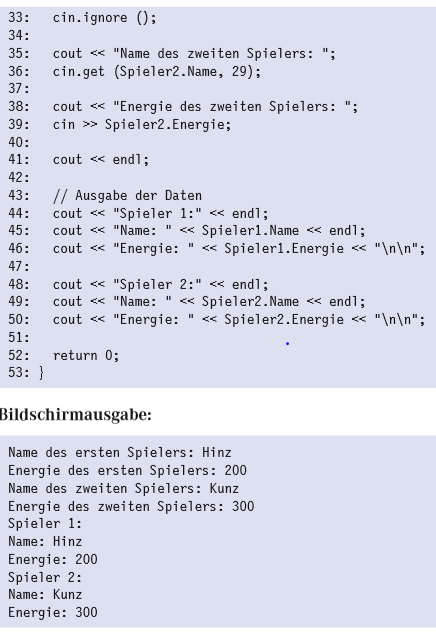 33:   cin.ignore ();
34:
35:   cout << "Name des zweiten Spielers: ";
36:   cin.get (Spieler2.Name, 29);
37:
38:   cout << "Energie des zweiten Spielers: ";
39:   cin >> Spieler2.Energie;
40:
41:   cout << endl;
42:
43:   // Ausgabe der Daten
44:   cout << "Spieler 1:" << endl;
45:   cout << "Name: " << Spieler1.Name << endl;
46:   cout << "Energie: " << Spieler1.Energie << "\n\n";
47:
48:   cout << "Spieler 2:" << endl;
49:   cout << "Name: " << Spieler2.Name << endl;
50:   cout << "Energie: " << Spieler2.Energie << "\n\n";
51:
52:   return 0;
53: }
Bildschirmausgabe:
Name des ersten Spielers: Hinz
Energie des ersten Spielers: 200
Name des zweiten Spielers: Kunz
Energie des zweiten Spielers: 300
Spieler 1:
Name: Hinz
Energie: 200
Spieler 2:
Name: Kunz
Energie: 300